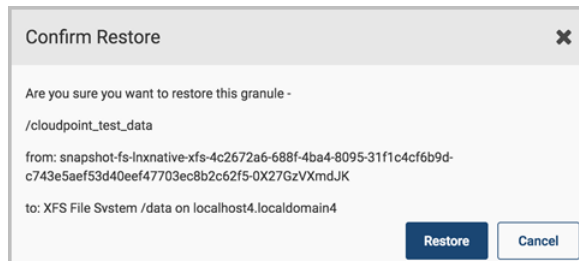 Confirm Restore
Are you sure you want to restore this granule -
/cloudpoint_test_data
from: snapshot-fs-lnxnative-xfs-4c2672a6-688f-4ba4-8095-31f1c4cf6b9d-
c743e5aef53d40eef47703ec8b2c62f5-0X27GzVXmdJK
to: XFS File System /data on localhost4.localdomain4
Restore
Cancel